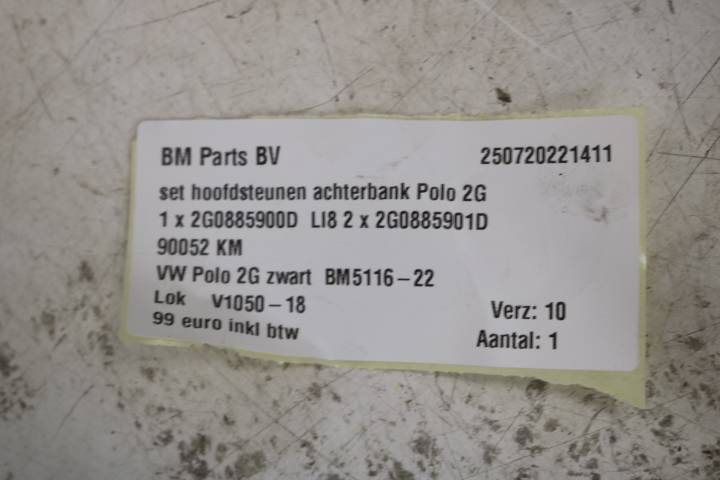 BM Parts BV 250720221411
set hoofdsteunen achterbank Polo 2G
1 x 2G0885900D LI8 2 x 2G0885901D
90052 KM
VW Polo 2G zwart BM5116-22
Lok V1050-18 Verz: 10
99 euro inkl btw Aantal: 1